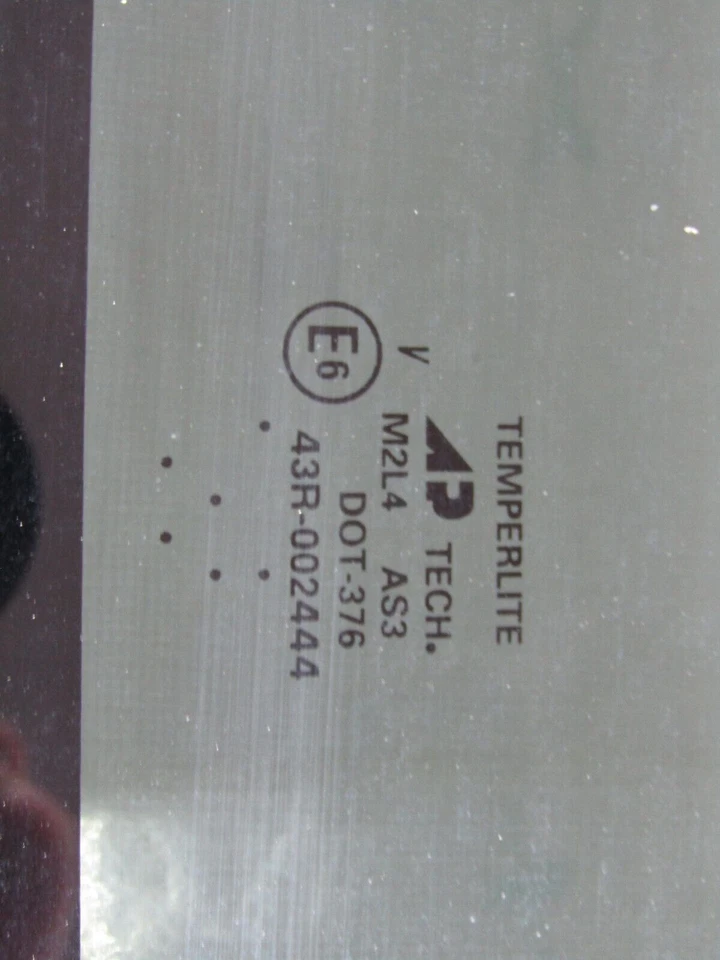 TEMPERLITE
AP TECH.
V M2L4 AS3
DOT-376
E6 43R-002444